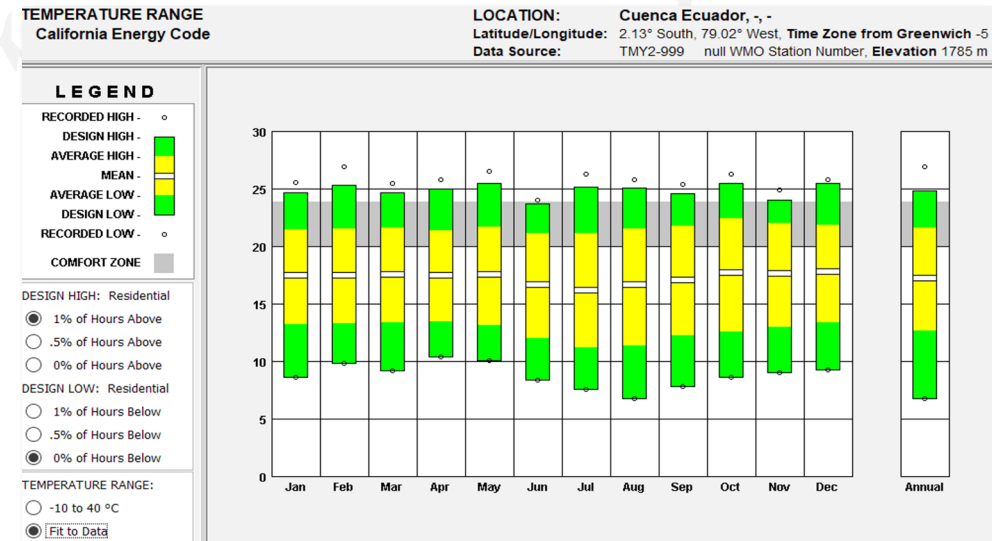 TEMPERATURE RANGE
California Energy Code
LOCATION: Cuenca Ecuador, -, -
Latitude/Longitude: 2.13° South, 79.02° West, Time Zone from Greenwich -5
Data Source: TMY2-999 null WMO Station Number, Elevation 1785 m
LEGEND
RECORDED HIGH -
DESIGN HIGH -
AVERAGE HIGH -
MEAN -
AVERAGE LOW -
DESIGN LOW -
RECORDED LOW -
COMFORT ZONE
DESIGN HIGH: Residential
1% of Hours Above
.5% of Hours Above
0% of Hours Above
DESIGN LOW: Residential
1% of Hours Below
.5% of Hours Below
0% of Hours Below
TEMPERATURE RANGE:
-10 to 40 °C
Fit to Data
30
25
20
15
10
5
0
Jan Feb Mar Apr May Jun Jul Aug Sep Oct Nov Dec Annual